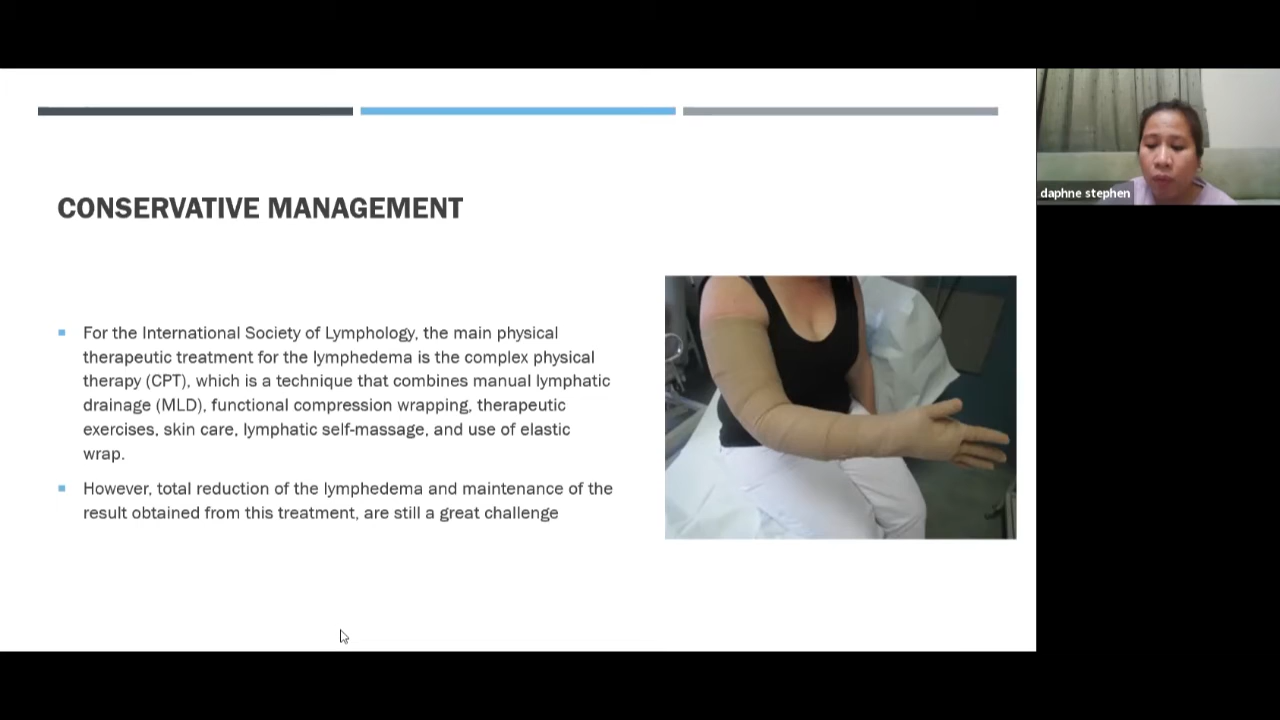 CONSERVATIVE MANAGEMENT
For the International Society of Lymphology, the main physical
therapeutic treatment for the lymphedema is the complex physical
therapy (CPT), which is a technique that combines manual lymphatic
drainage (MLD), functional compression wrapping, therapeutic
exercises, skin care, lymphatic self-massage, and use of elastic
wrap.
However, total reduction of the lymphedema and maintenance of the
result obtained from this treatment, are still a great challenge
daphne stephen